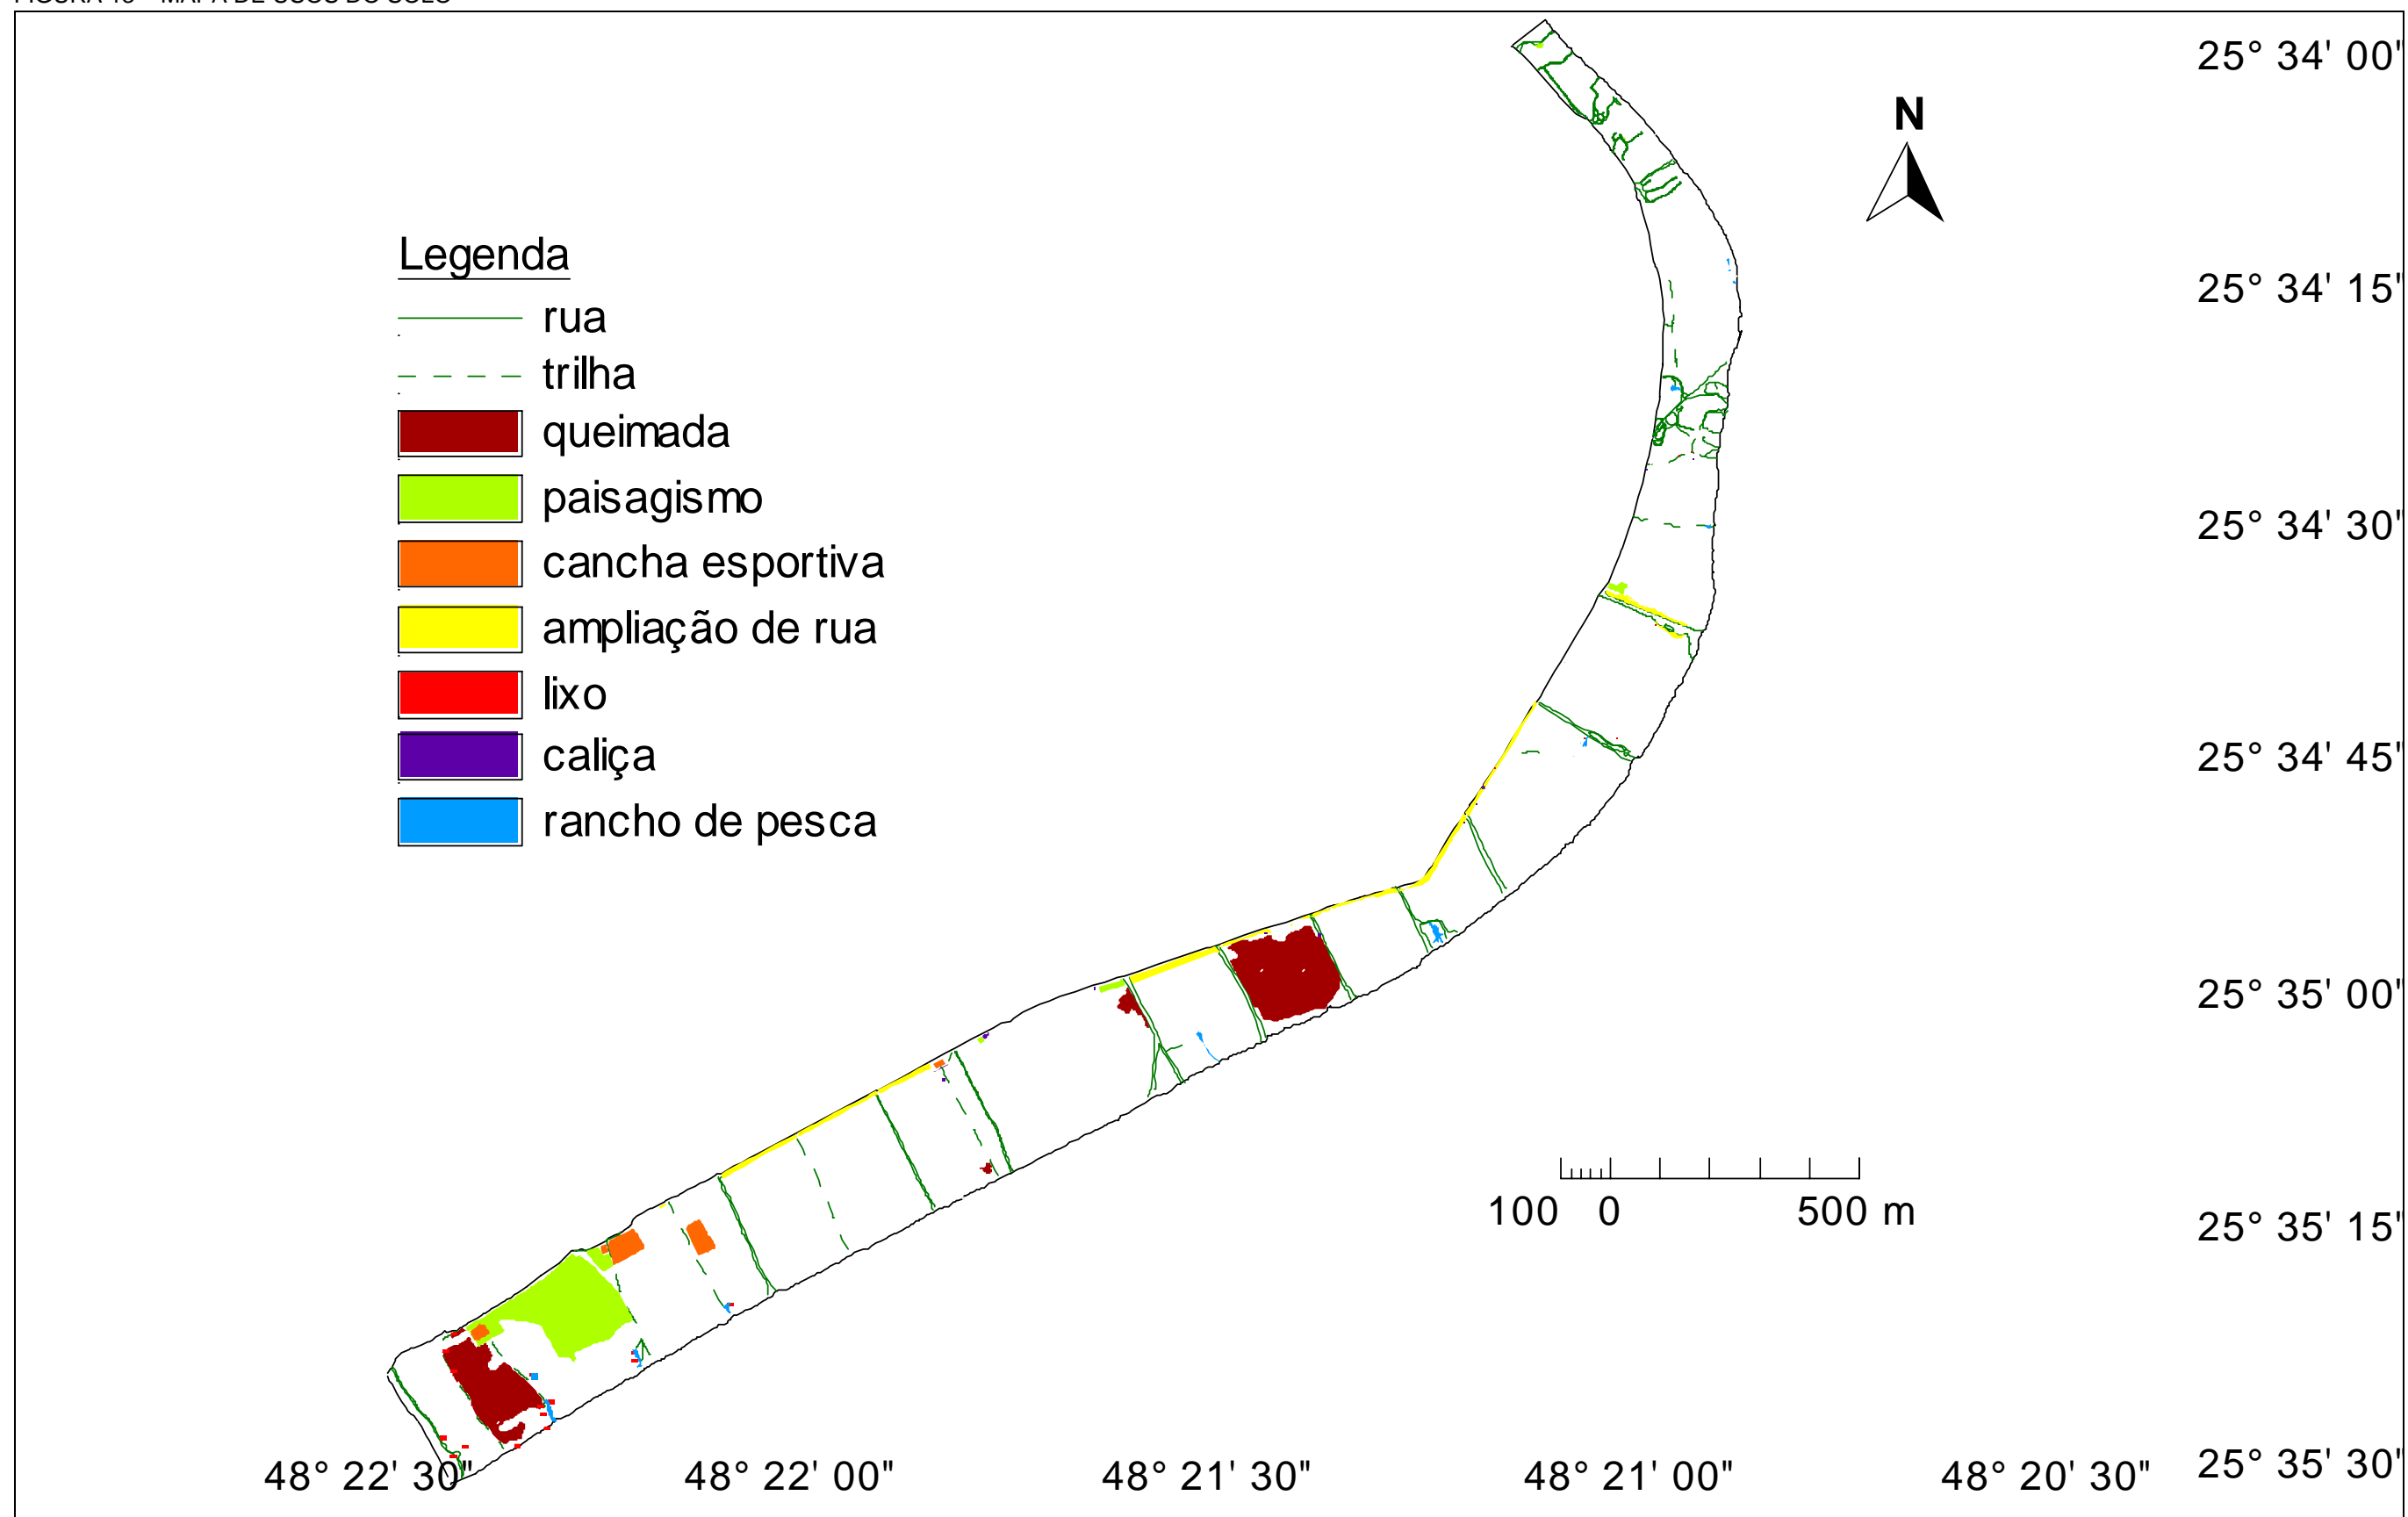 25° 34' 00"
N
25° 34' 15"
Legenda
rua
trilha
queimada
paisagismo
cancha esportiva
ampliação de rua
lixo
caliça
rancho de pesca
25° 34' 30"
25° 34' 45"
25° 35' 00"
100 0 500 m
25° 35' 15"
25° 35' 30"
48° 22' 30" 48° 22' 00" 48° 21' 30" 48° 21' 00" 48° 20' 30"